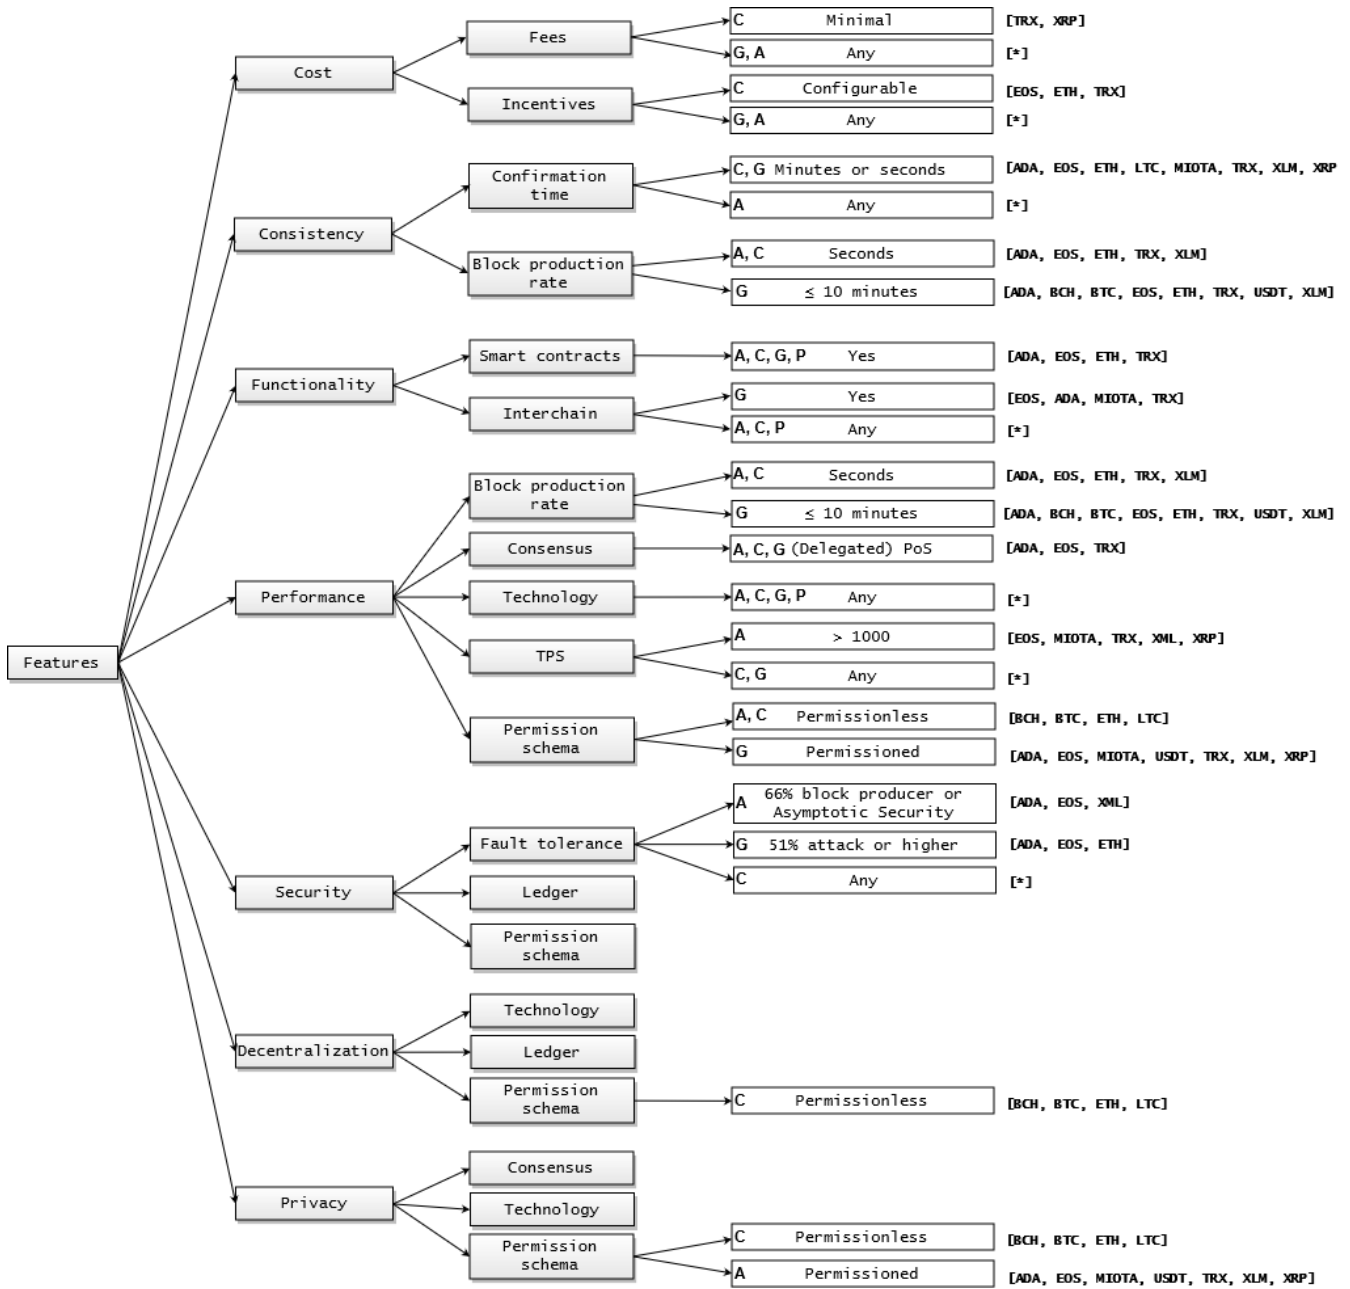 Features
Cost
Fees
C Minimal [TRX, XRP]
G, A Any [*]
Incentives
C Configurable [EOS, ETH, TRX]
G, A Any [*]
Consistency
Confirmation
time
C, G Minutes or seconds [ADA, EOS, ETH, LTC, MIOTA, TRX, XLM, XRP
A Any [*]
Block production
rate
A, C Seconds [ADA, EOS, ETH, TRX, XLM]
G ≤ 10 minutes [ADA, BCH, BTC, EOS, ETH, TRX, USDT, XLM]
Functionality
Smart contracts
A, C, G, P Yes [ADA, EOS, ETH, TRX]
Interchain
G Yes [EOS, ADA, MIOTA, TRX]
A, C, P Any [*]
Performance
Block production
rate
A, C Seconds [ADA, EOS, ETH, TRX, XLM]
G ≤ 10 minutes [ADA, BCH, BTC, EOS, ETH, TRX, USDT, XLM]
Consensus
A, C, G (Delegated) PoS [ADA, EOS, TRX]
Technology
A, C, G, P Any [*]
TPS
A > 1000 [EOS, MIOTA, TRX, XML, XRP]
C, G Any [*]
Permission
schema
A, C Permissionless [BCH, BTC, ETH, LTC]
G Permissioned [ADA, EOS, MIOTA, USDT, TRX, XLM, XRP]
Security
Fault tolerance
A 66% block producer or
Asymptotic Security [ADA, EOS, XML]
G 51% attack or higher [ADA, EOS, ETH]
C Any [*]
Ledger
Permission
schema
Decentralization
Technology
Ledger
Permission
schema
C Permissionless [BCH, BTC, ETH, LTC]
Privacy
Consensus
Technology
Permission
schema
C Permissionless [BCH, BTC, ETH, LTC]
A Permissioned [ADA, EOS, MIOTA, USDT, TRX, XLM, XRP]